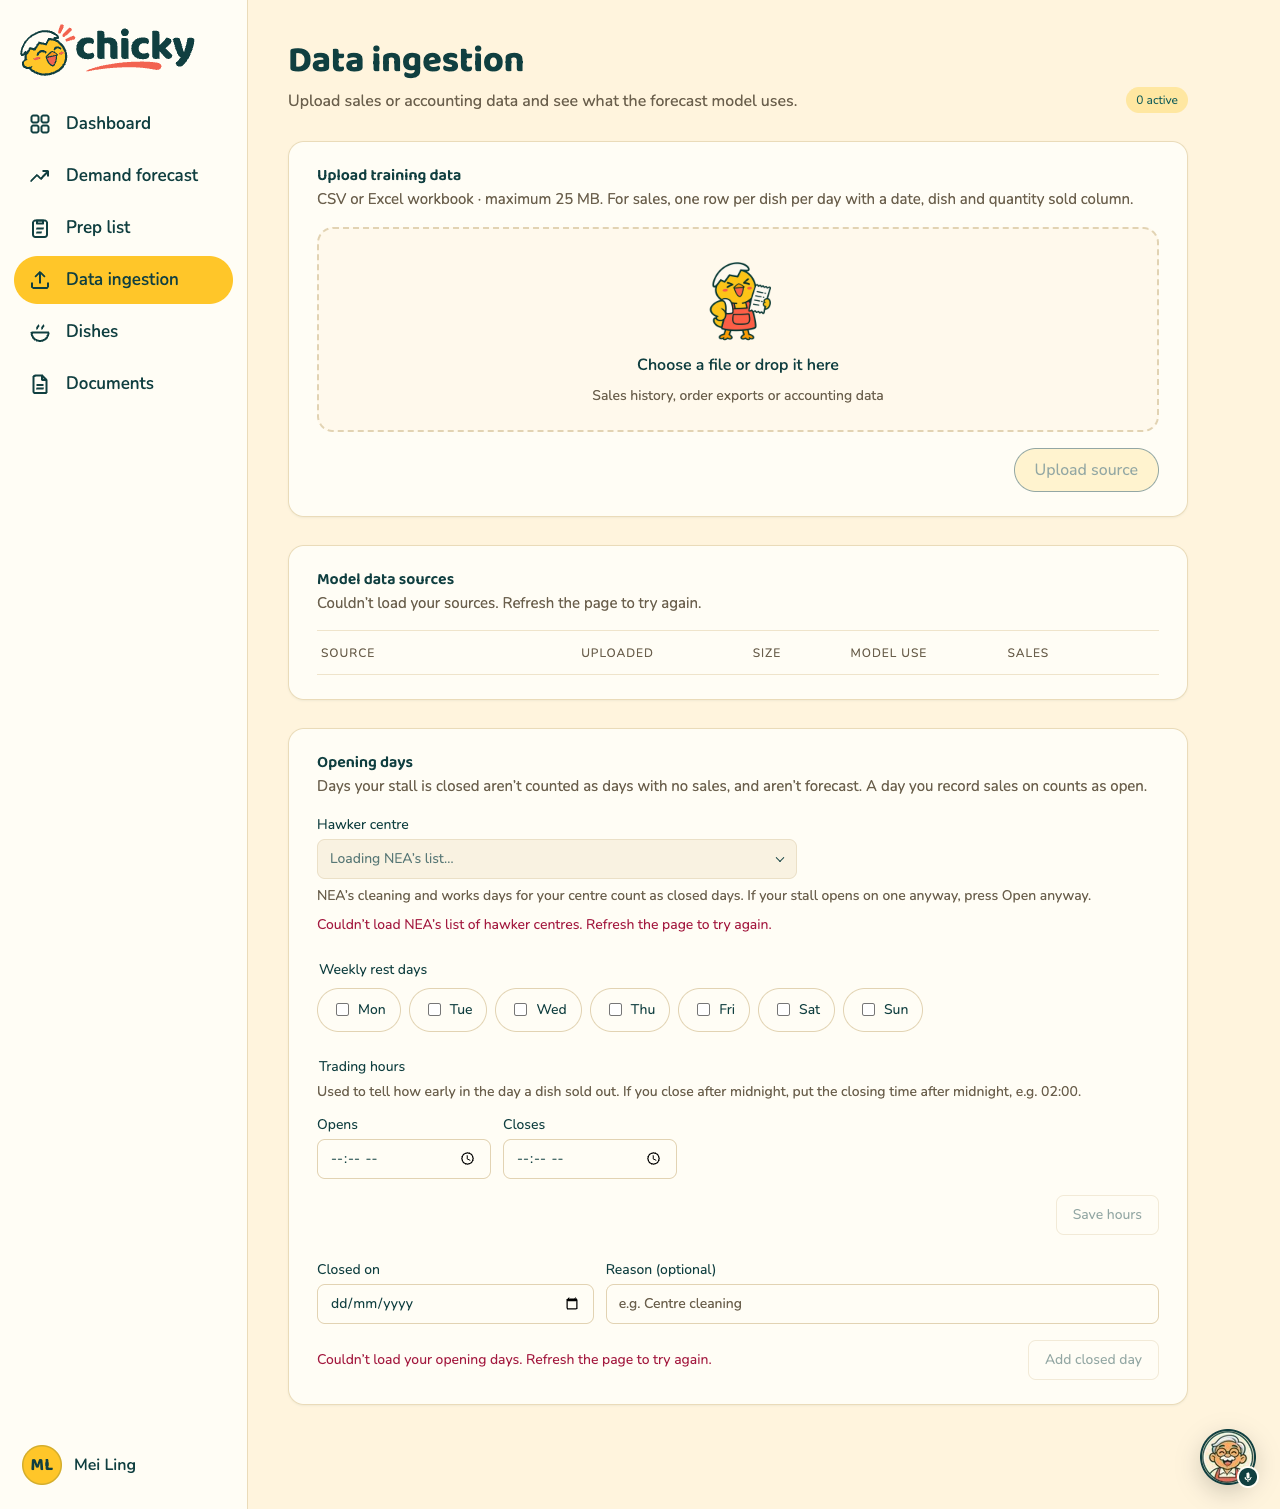 chicky
Dashboard
Demand forecast
Prep list
Data ingestion
Dishes
Documents
Data ingestion
Upload sales or accounting data and see what the forecast model uses.
0 active
Upload training data
CSV or Excel workbook · maximum 25 MB. For sales, one row per dish per day with a date, dish and quantity sold column.
Choose a file or drop it here
Sales history, order exports or accounting data
Upload source
Model data sources
Couldn’t load your sources. Refresh the page to try again.
SOURCE UPLOADED SIZE MODEL USE SALES
Opening days
Days your stall is closed aren’t counted as days with no sales, and aren’t forecast. A day you record sales on counts as open.
Hawker centre
Loading NEA’s list…
NEA’s cleaning and works days for your centre count as closed days. If your stall opens on one anyway, press Open anyway.
Couldn’t load NEA’s list of hawker centres. Refresh the page to try again.
Weekly rest days
Mon Tue Wed Thu Fri Sat Sun
Trading hours
Used to tell how early in the day a dish sold out. If you close after midnight, put the closing time after midnight, e.g. 02:00.
Opens Closes
--:-- -- --:-- --
Save hours
Closed on Reason (optional)
dd/mm/yyyy e.g. Centre cleaning
Couldn’t load your opening days. Refresh the page to try again.
Add closed day
ML Mei Ling